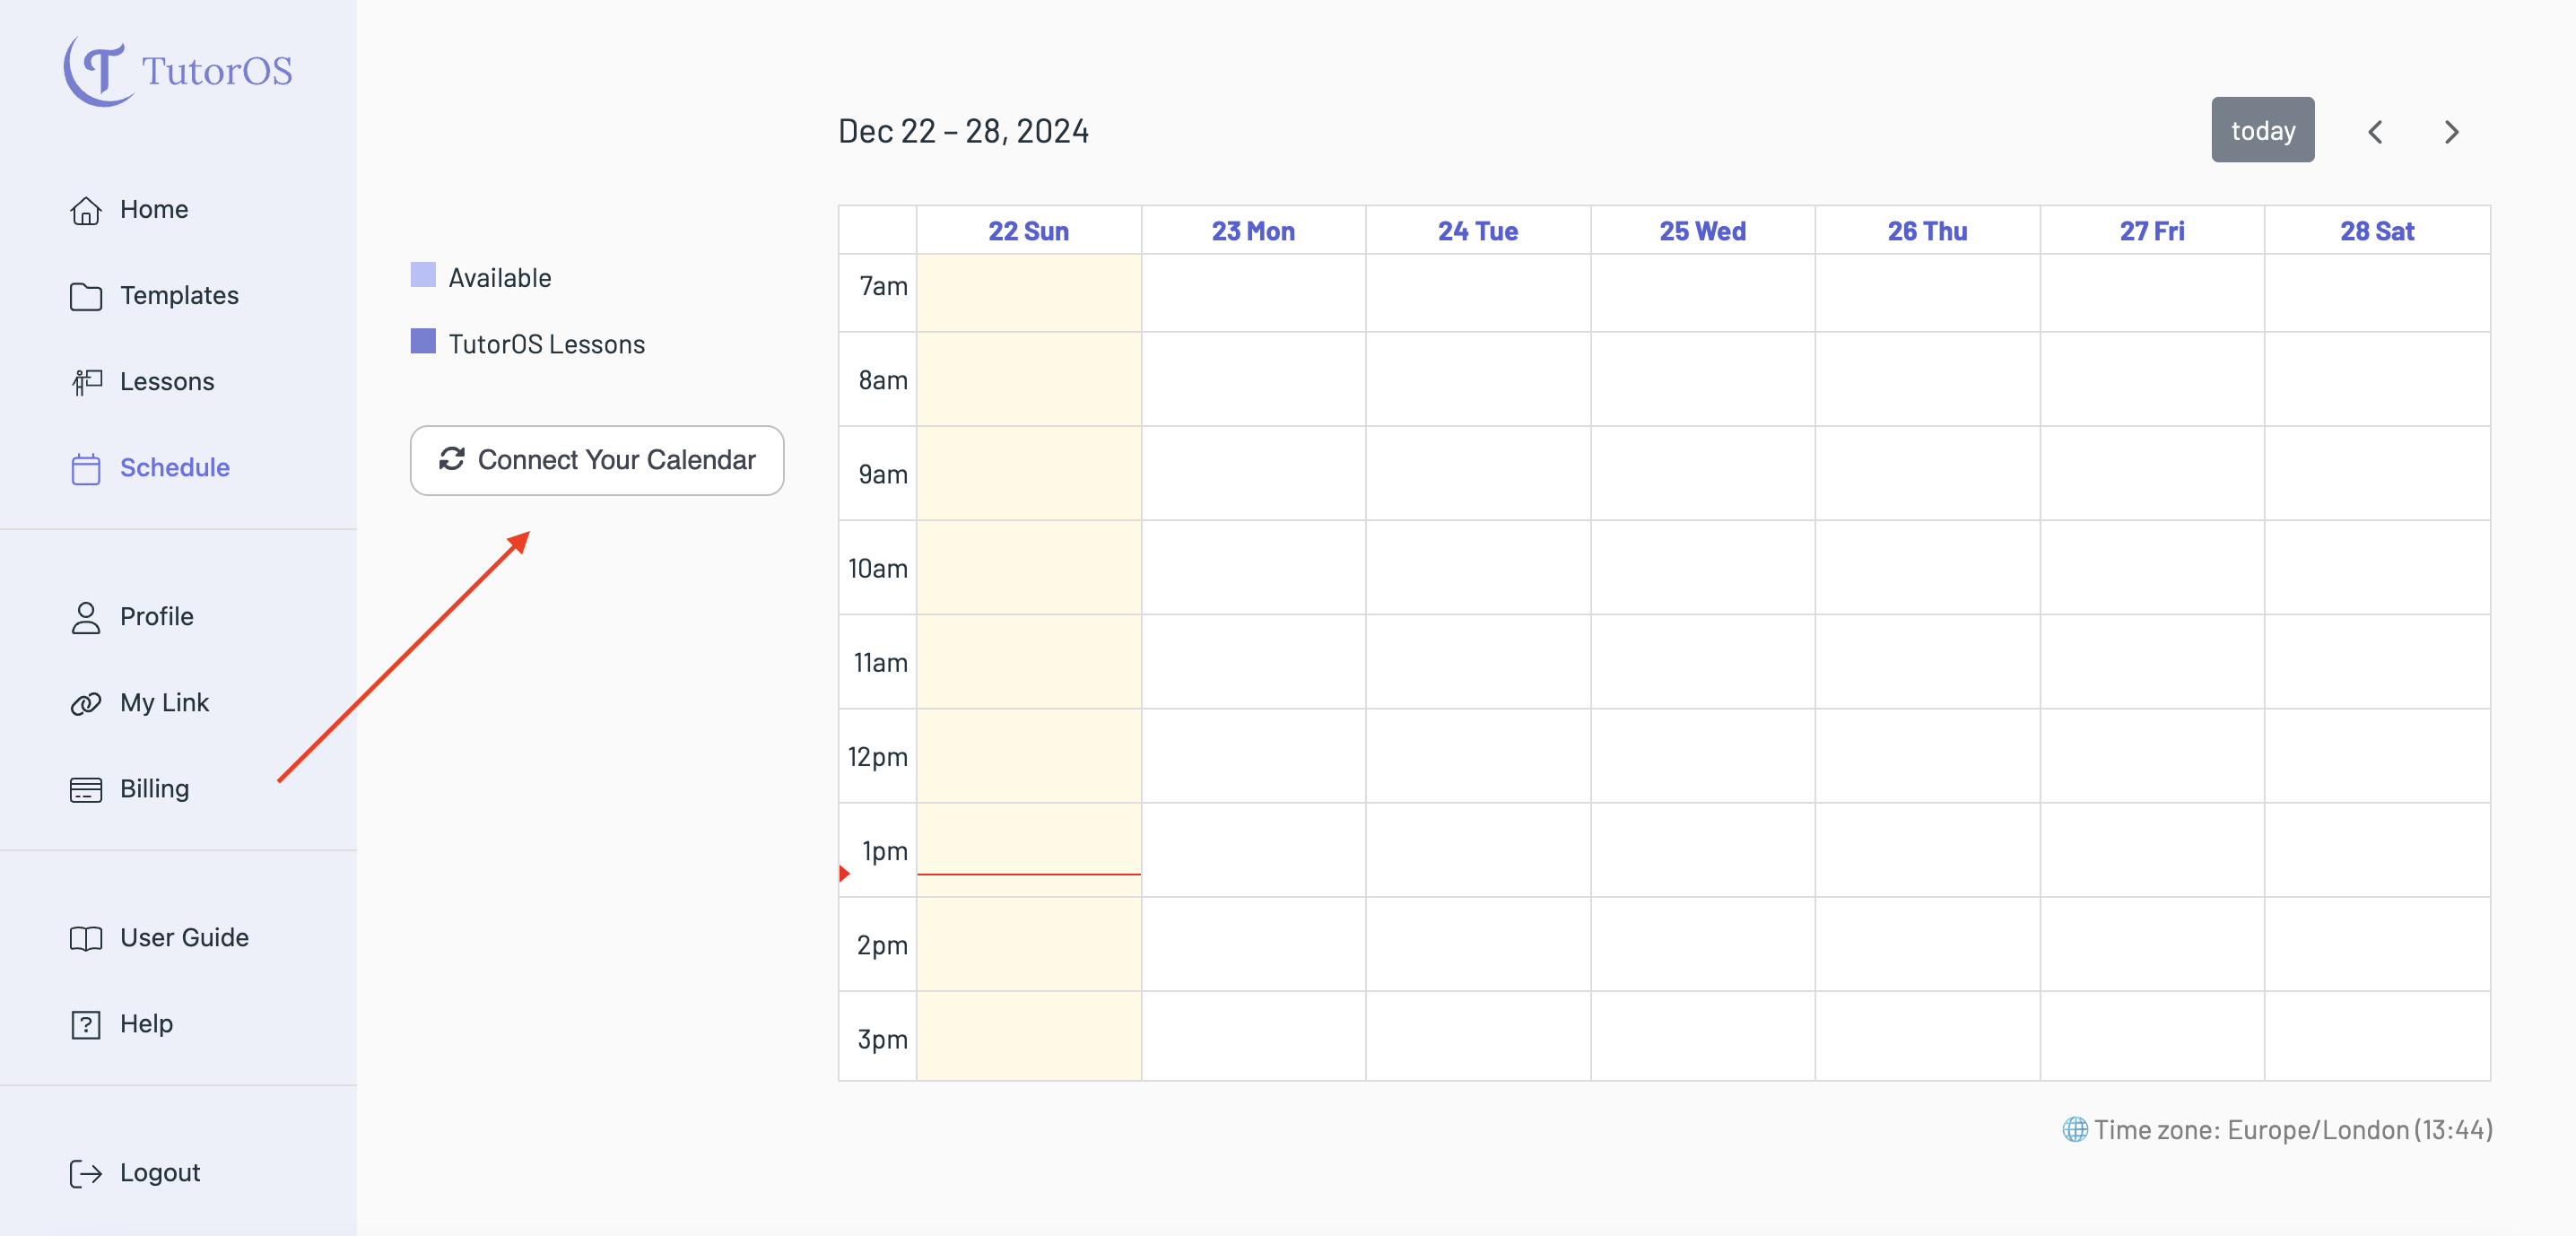 TutorOS
Home
Templates
Lessons
Schedule
Profile
My Link
Billing
User Guide
Help
Logout
Available
TutorOS Lessons
Connect Your Calendar
Dec 22 – 28, 2024
today
22 Sun 23 Mon 24 Tue 25 Wed 26 Thu 27 Fri 28 Sat
7am
8am
9am
10am
11am
12pm
1pm
2pm
3pm
Time zone: Europe/London (13:44)